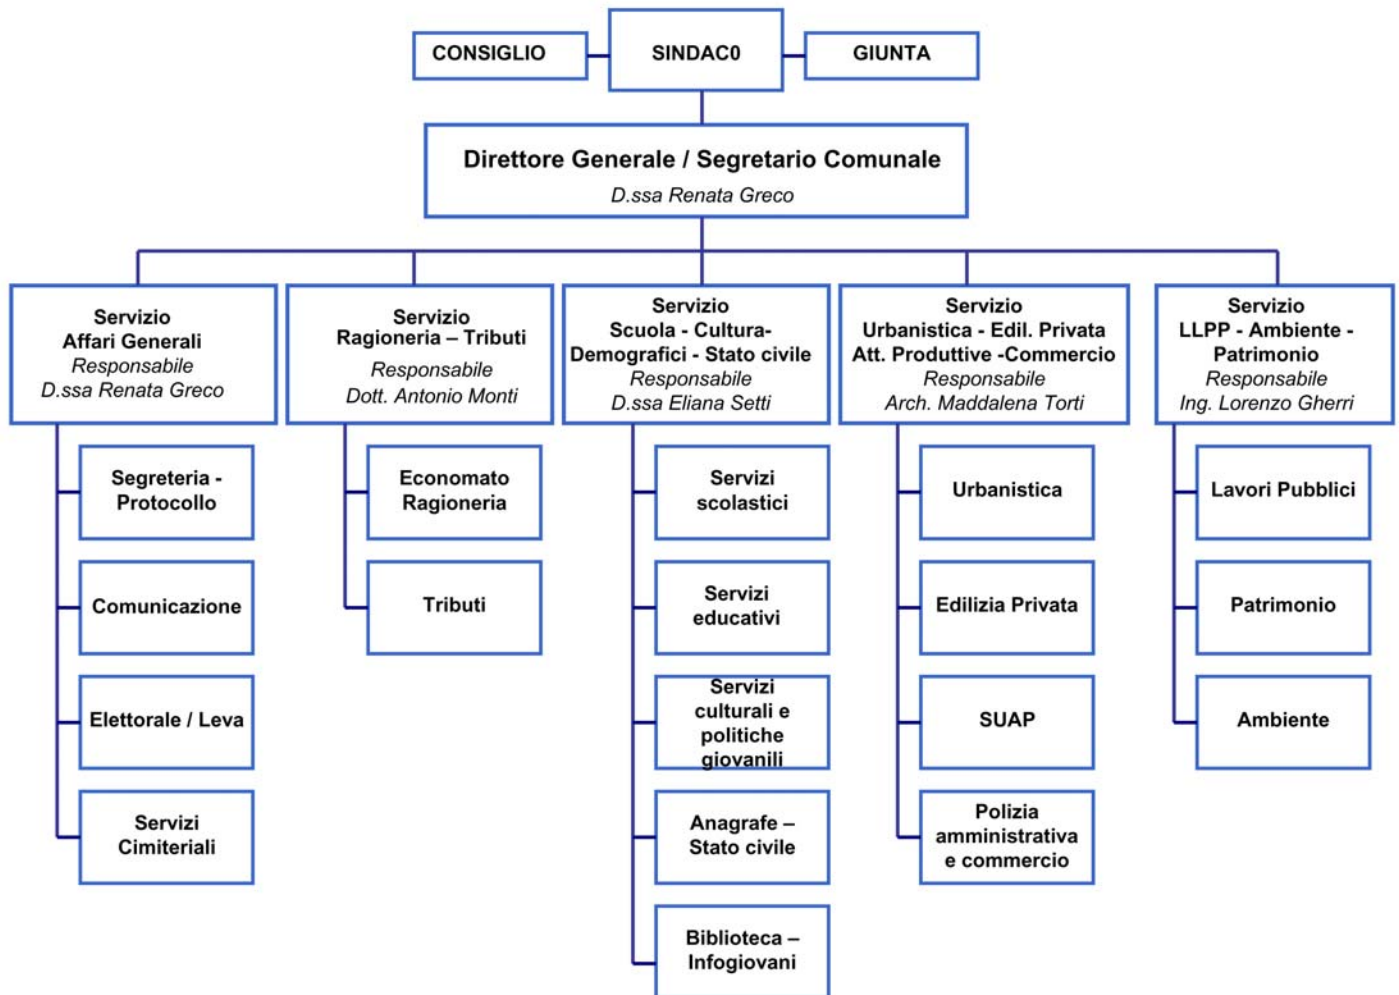 CONSIGLIO
SINDAC0
GIUNTA
Direttore Generale / Segretario Comunale
D.ssa Renata Greco
Servizio
Affari Generali
Responsabile
D.ssa Renata Greco
Segreteria -
Protocollo
Comunicazione
Elettorale / Leva
Servizi
Cimiteriali
Servizio
Ragioneria – Tributi
Responsabile
Dott. Antonio Monti
Economato
Ragioneria
Tributi
Servizio
Scuola - Cultura-
Demografici - Stato civile
Responsabile
D.ssa Eliana Setti
Servizi
scolastici
Servizi
educativi
Servizi
culturali e
politiche
giovanili
Anagrafe –
Stato civile
Biblioteca –
Infogiovani
Servizio
Urbanistica - Edil. Privata
Att. Produttive -Commercio
Responsabile
Arch. Maddalena Torti
Urbanistica
Edilizia Privata
SUAP
Polizia
amministrativa
e commercio
Servizio
LLPP - Ambiente -
Patrimonio
Responsabile
Ing. Lorenzo Gherri
Lavori Pubblici
Patrimonio
Ambiente